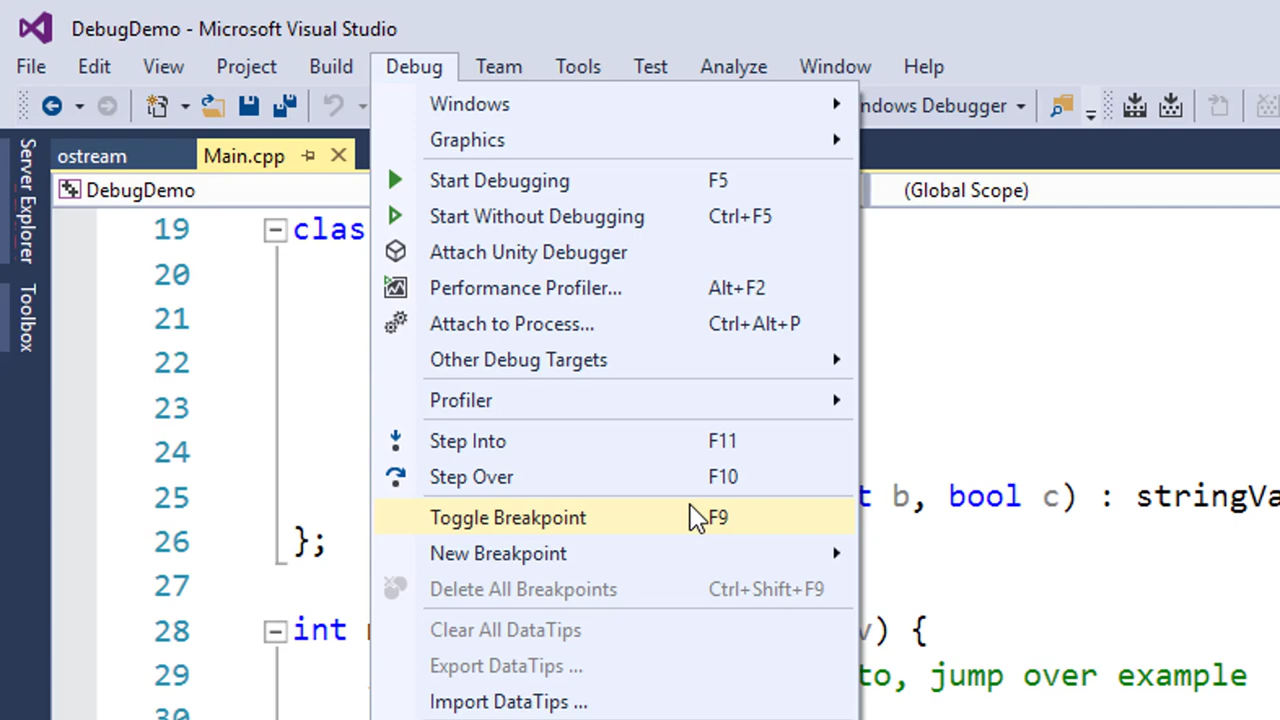 DebugDemo - Microsoft Visual Studio
File Edit View Project Build Debug Team Tools Test Analyze Window Help
ndows Debugger
Server Explorer
Toolbox
ostream Main.cpp
DebugDemo (Global Scope)
Windows
Graphics
Start Debugging F5
Start Without Debugging Ctrl+F5
Attach Unity Debugger
Performance Profiler... Alt+F2
Attach to Process... Ctrl+Alt+P
Other Debug Targets
Profiler
Step Into F11
Step Over F10
Toggle Breakpoint F9
New Breakpoint
Delete All Breakpoints Ctrl+Shift+F9
Clear All DataTips
Export DataTips ...
Import DataTips ...
19 clas
20
21
22
23
24
25 t b, bool c) : stringVa
26 };
27
28 int v) {
29 to, jump over example
30